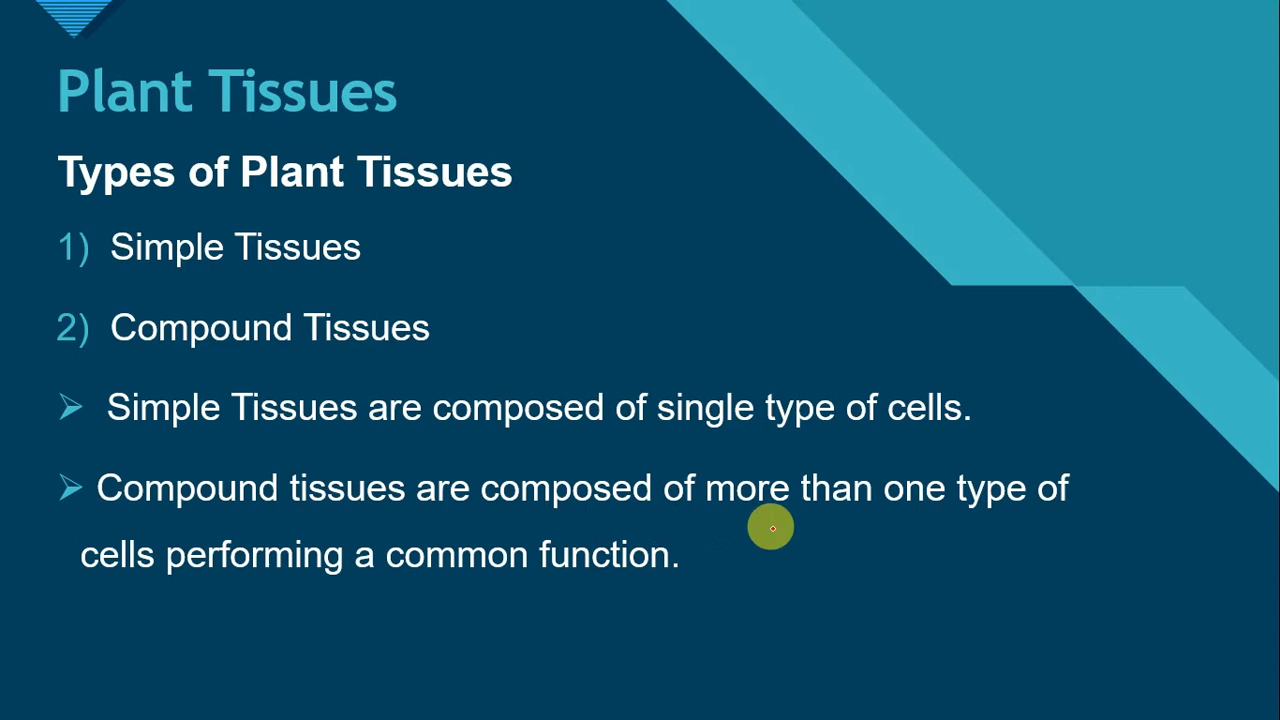 Plant Tissues
Types of Plant Tissues
1) Simple Tissues
2) Compound Tissues
➢ Simple Tissues are composed of single type of cells.
➢ Compound tissues are composed of more than one type of
cells performing a common function.